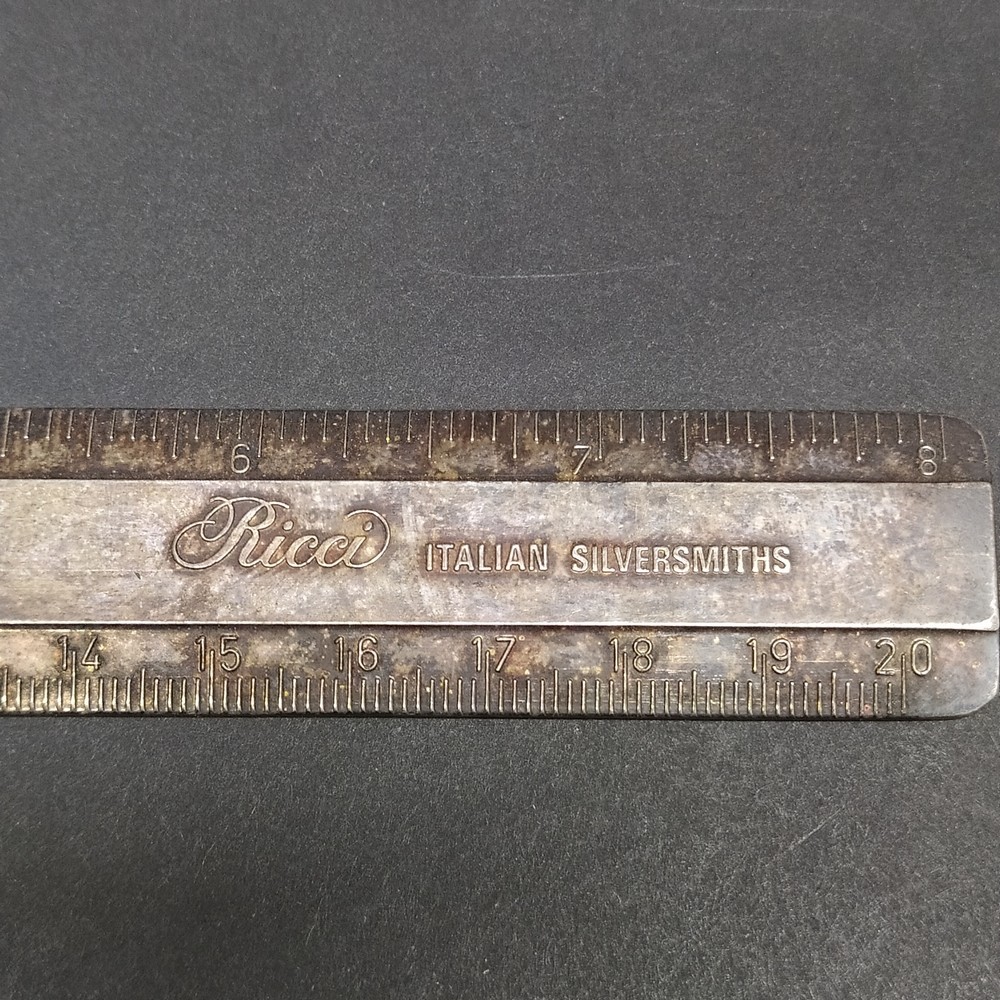 6 7 8
Ricci ITALIAN SILVERSMITHS
14 15 16 17 18 19 20